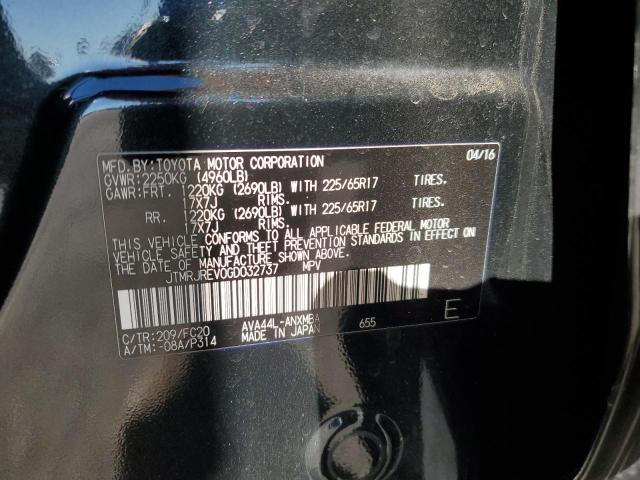 MFD. BY: TOYOTA MOTOR CORPORATION 04/16
GVWR: 2250KG (4960LB)
GAWR: FRT. 1220KG (2690LB) WITH 225/65R17 TIRES.
17X7J RIMS.
RR. 1220KG (2690LB) WITH 225/65R17 TIRES.
17X7J RIMS.
THIS VEHICLE CONFORMS TO ALL APPLICABLE FEDERAL MOTOR
VEHICLE SAFETY AND THEFT PREVENTION STANDARDS IN EFFECT ON
THE DATE OF MANUFACTURE SHOWN ABOVE.
JTMRJREV0GD032737 MPV
C/TR: 209/FC20 AVA44L-ANXMBA 655 E
A/TM: -08A/P314 MADE IN JAPAN